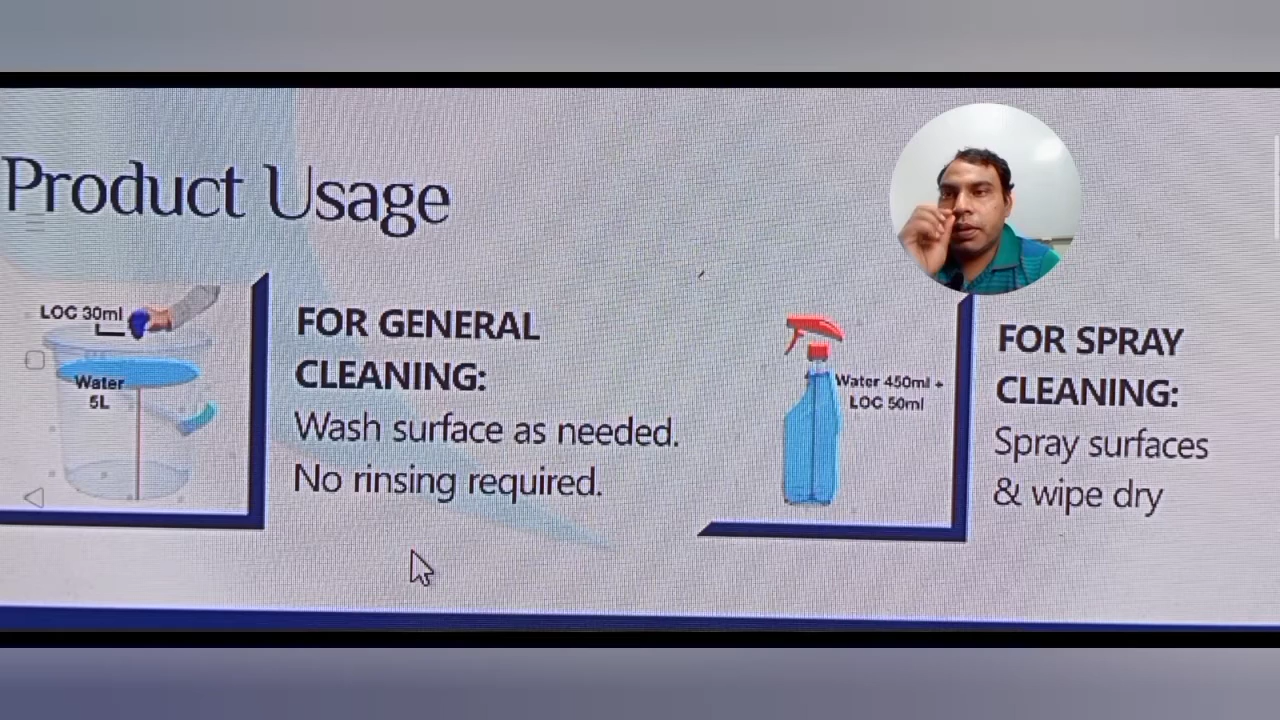 Product Usage
LOC 30ml
Water
5L
FOR GENERAL
CLEANING:
Wash surface as needed.
No rinsing required.
Water 450ml +
LOC 50ml
FOR SPRAY
CLEANING:
Spray surfaces
& wipe dry